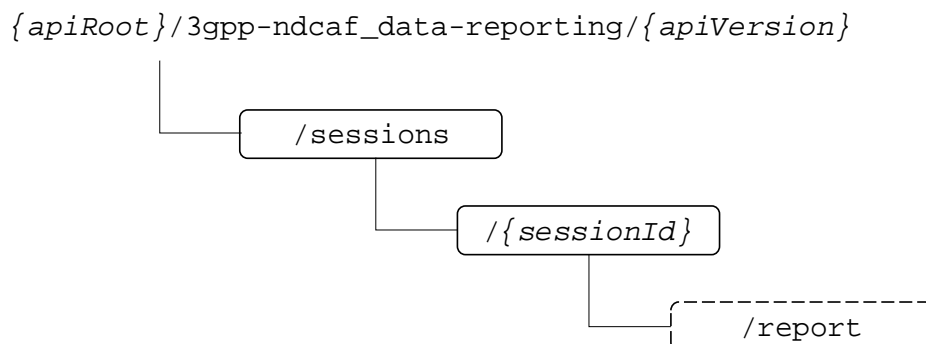 {apiRoot}/3gpp-ndcaf_data-reporting/{apiVersion}
/sessions
/{sessionId}
/report